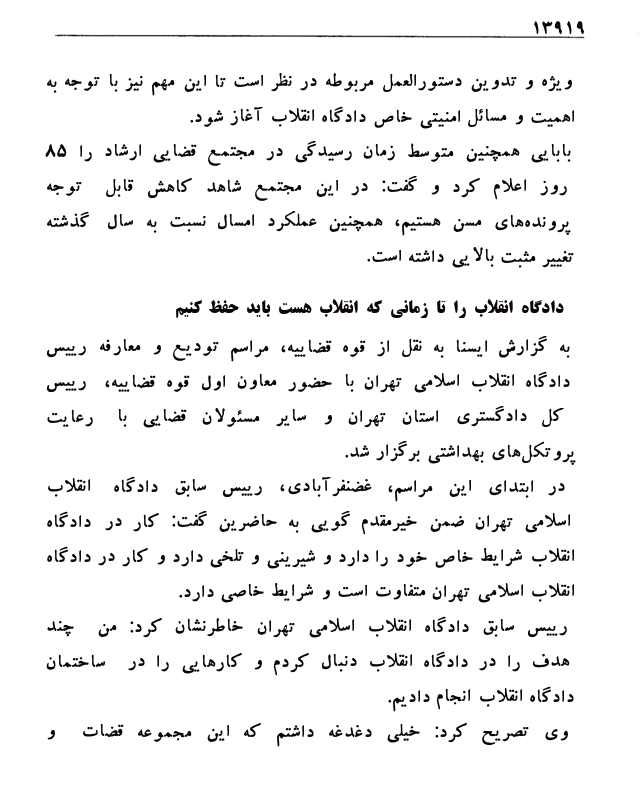 ۱۳۹۱۹
ویژه و تدوین دستورالعمل مربوطه در نظر است تا این مهم نیز با توجه به
اهمیت و مسائل امنیتی خاص دادگاه انقلاب آغاز شود.
بابایی همچنین متوسط زمان رسیدگی در مجتمع قضایی ارشاد را ۸۵
روز اعلام کرد و گفت: در این مجتمع شاهد کاهش قابل توجه
پرونده‌های مسن هستیم، همچنین عملکرد امسال نسبت به سال گذشته
تغییر مثبت بالایی داشته است.
دادگاه انقلاب را تا زمانی که انقلاب هست باید حفظ کنیم
به گزارش ایسنا به نقل از قوه قضاییه، مراسم تودیع و معارفه رییس
دادگاه انقلاب اسلامی تهران با حضور معاون اول قوه قضاییه، رییس
کل دادگستری استان تهران و سایر مسئولان قضایی با رعایت
پروتکل‌های بهداشتی برگزار شد.
در ابتدای این مراسم، غضنفرآبادی، رییس سابق دادگاه انقلاب
اسلامی تهران ضمن خیرمقدم گویی به حاضرین گفت: کار در دادگاه
انقلاب شرایط خاص خود را دارد و شیرینی و تلخی دارد و کار در دادگاه
انقلاب اسلامی تهران متفاوت است و شرایط خاصی دارد.
رییس سابق دادگاه انقلاب اسلامی تهران خاطرنشان کرد: من چند
هدف را در دادگاه انقلاب دنبال کردم و کارهایی را در ساختمان
دادگاه انقلاب انجام دادیم.
وی تصریح کرد: خیلی دغدغه داشتم که این مجموعه قضات و